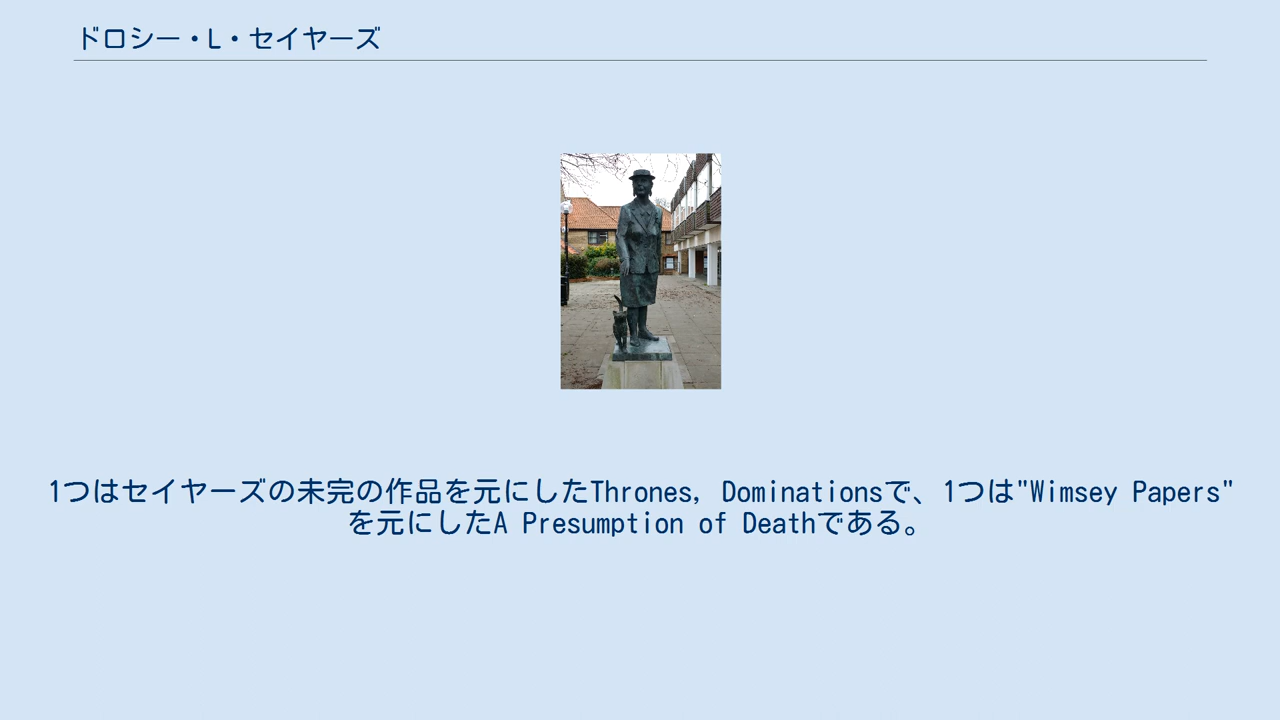 ドロシー・L・セイヤーズ
1つはセイヤーズの未完の作品を元にしたThrones, Dominationsで、1つは"Wimsey Papers"
を元にしたA Presumption of Deathである。